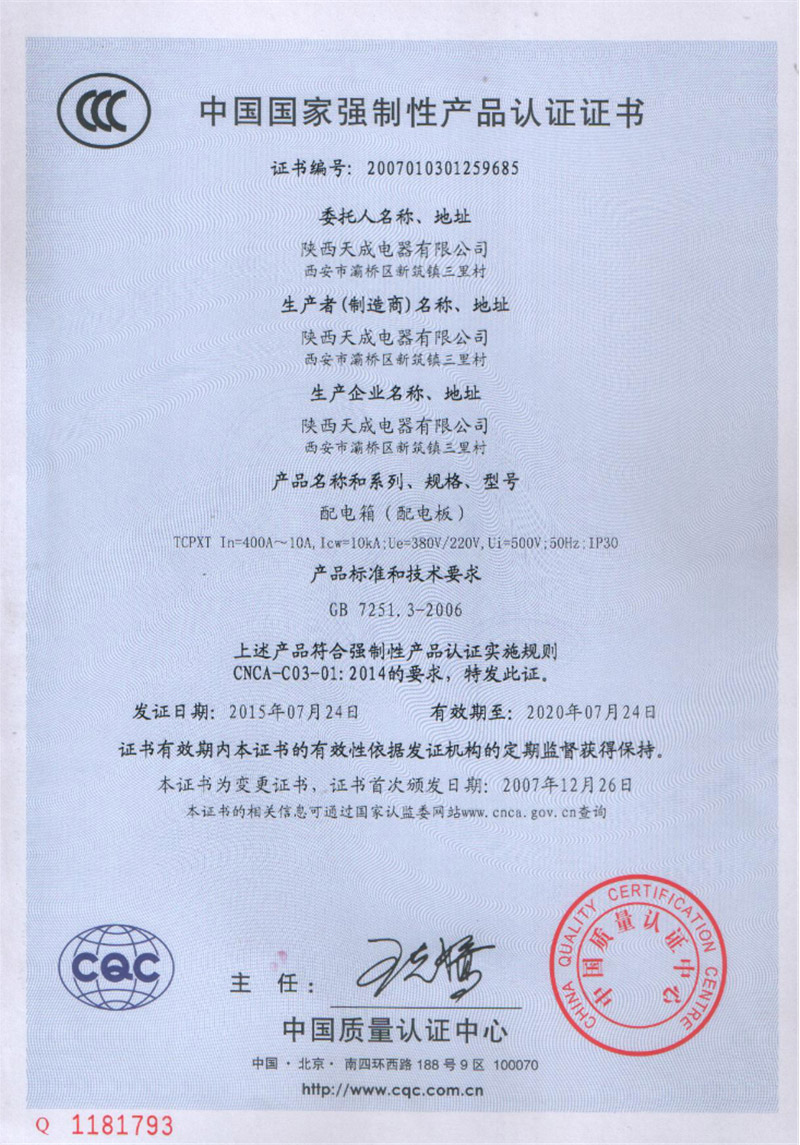 CCC
中国国家强制性产品认证证书
证书编号：2007010301259685
委托人名称、地址
陕西天成电器有限公司
西安市灞桥区新筑镇三里村
生产者(制造商)名称、地址
陕西天成电器有限公司
西安市灞桥区新筑镇三里村
生产企业名称、地址
陕西天成电器有限公司
西安市灞桥区新筑镇三里村
产品名称和系列、规格、型号
配电箱（配电板）
TCPXT In=400A～10A,Icw=10kA;Ue=380V/220V,Ui=500V;50Hz;IP30
产品标准和技术要求
GB 7251.3-2006
上述产品符合强制性产品认证实施规则
CNCA-C03-01:2014的要求，特发此证。
发证日期：2015年07月24日 有效期至：2020年07月24日
证书有效期内本证书的有效性依据发证机构的定期监督获得保持。
本证书为变更证书，证书首次颁发日期：2007年12月26日
本证书的相关信息可通过国家认监委网站www.cnca.gov.cn查询
CHINA QUALITY CERTIFICATION CENTRE
中国质量认证中心
CQC
主 任：
中国质量认证中心
中国·北京·南四环西路 188 号 9 区 100070
http://www.cqc.com.cn
Q 1181793